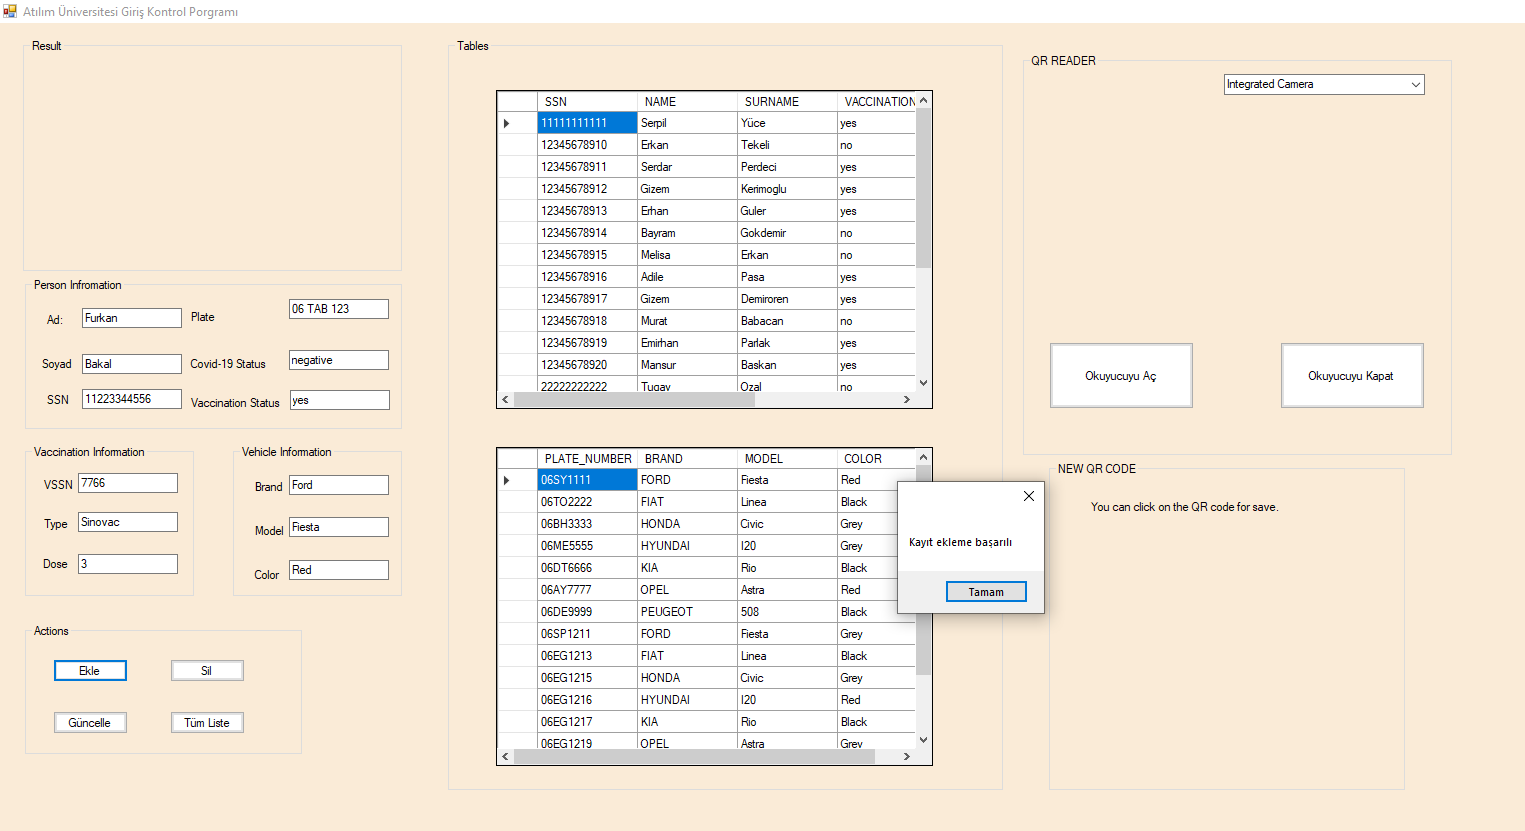 Atılım Üniversitesi Giriş Kontrol Porgramı
Result
Person Infromation
Ad: Furkan Plate 06 TAB 123
Soyad Bakal Covid-19 Status negative
SSN 11223344556 Vaccination Status yes
Vaccination Information
VSSN 7766
Type Sinovac
Dose 3
Vehicle Information
Brand Ford
Model Fiesta
Color Red
Actions
Ekle Sil
Güncelle Tüm Liste
Tables
SSN NAME SURNAME VACCINATION
11111111111 Serpil Yüce yes
12345678910 Erkan Tekeli no
12345678911 Serdar Perdeci yes
12345678912 Gizem Kerimoglu yes
12345678913 Erhan Guler yes
12345678914 Bayram Gokdemir no
12345678915 Melisa Erkan no
12345678916 Adile Pasa yes
12345678917 Gizem Demiroren yes
12345678918 Murat Babacan no
12345678919 Emirhan Parlak yes
12345678920 Mansur Baskan yes
22222222222 Tugay Ozal no
PLATE_NUMBER BRAND MODEL COLOR
06SY1111 FORD Fiesta Red
06TO2222 FIAT Linea Black
06BH3333 HONDA Civic Grey
06ME5555 HYUNDAI I20 Grey
06DT6666 KIA Rio Black
06AY7777 OPEL Astra Red
06DE9999 PEUGEOT 508 Black
06SP1211 FORD Fiesta Grey
06EG1213 FIAT Linea Black
06EG1215 HONDA Civic Grey
06EG1216 HYUNDAI I20 Red
06EG1217 KIA Rio Black
06EG1219 OPEL Astra Grey
QR READER
Integrated Camera
Okuyucuyu Aç Okuyucuyu Kapat
NEW QR CODE
You can click on the QR code for save.
Kayıt ekleme başarılı
Tamam